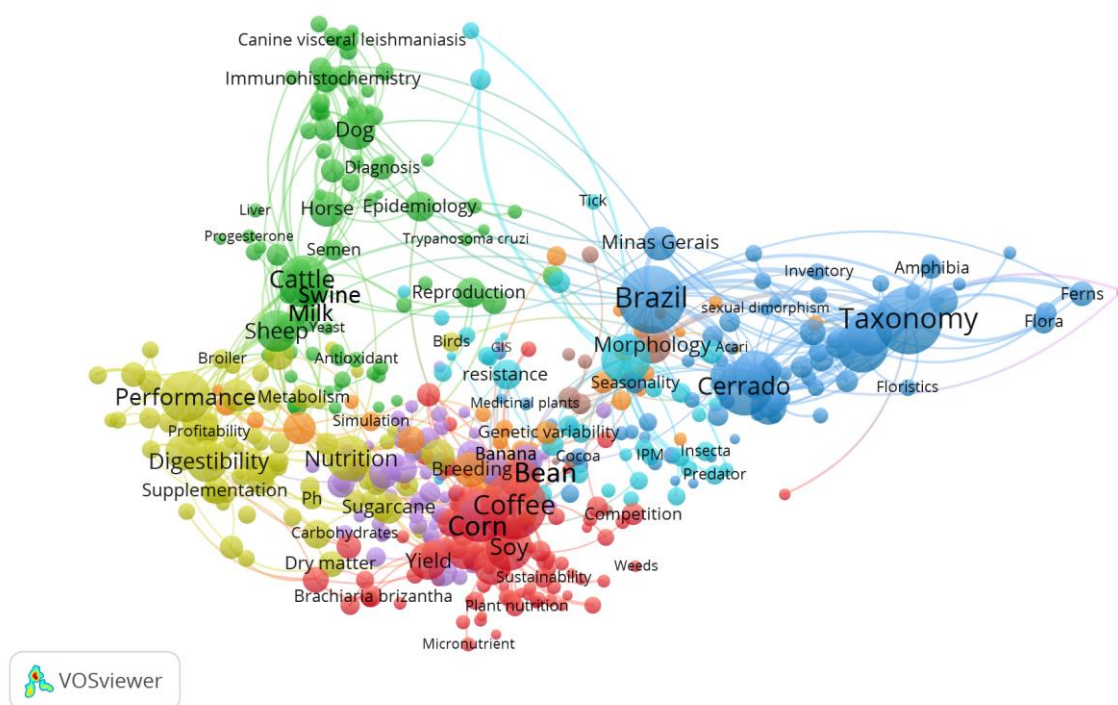 Canine visceral leishmaniasis
Immunohistochemistry
Dog
Diagnosis
Horse
Epidemiology
Tick
Liver
Progesterone
Semen
Trypanosoma cruzi
Minas Gerais
Cattle
Swine
Milk
Sheep
Yeast
Reproduction
Brazil
Inventory
Amphibia
sexual dimorphism
Ferns
Taxonomy
Flora
Broiler
Antioxidant
Birds
GIS
Morphology
Acari
resistance
Seasonality
Cerrado
Floristics
Performance
Metabolism
Medicinal plants
Profitability
Simulation
Genetic variability
Digestibility
Nutrition
Banana
Cocoa
IPM
Insecta
Breeding
Bean
Predator
Supplementation
Ph
Sugarcane
Coffee
Competition
Carbohydrates
Corn
Dry matter
Yield
Soy
Weeds
Sustainability
Brachiaria brizantha
Plant nutrition
Micronutrient
VOSviewer